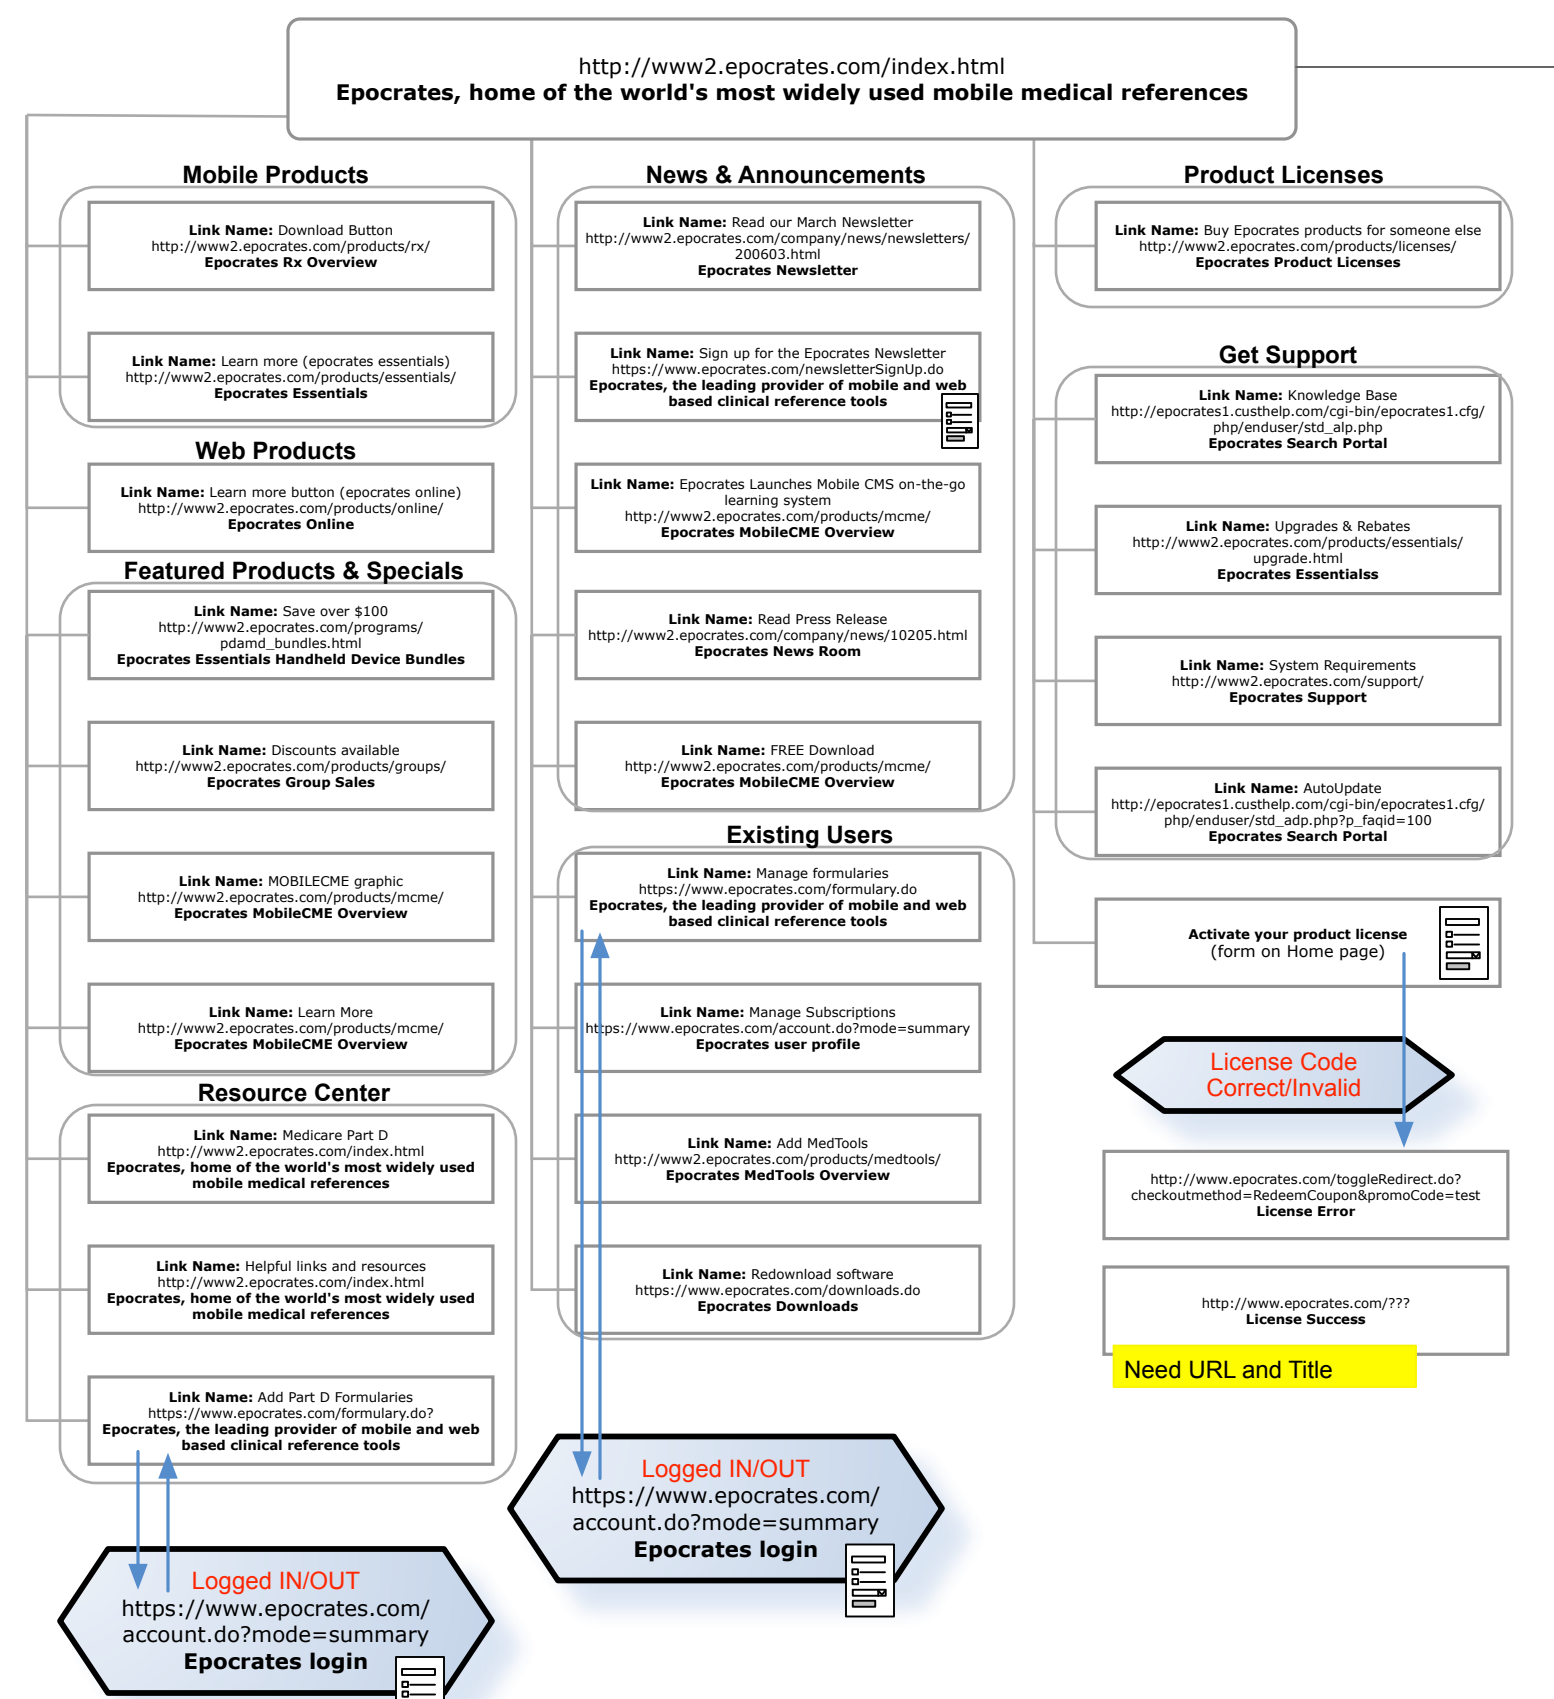 http://www2.epocrates.com/index.html
Epocrates, home of the world's most widely used mobile medical references
Mobile Products
Link Name: Download Button
http://www2.epocrates.com/products/rx/
Epocrates Rx Overview
Link Name: Learn more (epocrates essentials)
http://www2.epocrates.com/products/essentials/
Epocrates Essentials
Web Products
Link Name: Learn more button (epocrates online)
http://www2.epocrates.com/products/online/
Epocrates Online
Featured Products & Specials
Link Name: Save over $100
http://www2.epocrates.com/programs/
pdamd_bundles.html
Epocrates Essentials Handheld Device Bundles
Link Name: Discounts available
http://www2.epocrates.com/products/groups/
Epocrates Group Sales
Link Name: MOBILECME graphic
http://www2.epocrates.com/products/mcme/
Epocrates MobileCME Overview
Link Name: Learn More
http://www2.epocrates.com/products/mcme/
Epocrates MobileCME Overview
Resource Center
Link Name: Medicare Part D
http://www2.epocrates.com/index.html
Epocrates, home of the world's most widely used
mobile medical references
Link Name: Helpful links and resources
http://www2.epocrates.com/index.html
Epocrates, home of the world's most widely used
mobile medical references
Link Name: Add Part D Formularies
https://www.epocrates.com/formulary.do?
Epocrates, the leading provider of mobile and web
based clinical reference tools
Logged IN/OUT
https://www.epocrates.com/
account.do?mode=summary
Epocrates login
News & Announcements
Link Name: Read our March Newsletter
http://www2.epocrates.com/company/news/newsletters/
200603.html
Epocrates Newsletter
Link Name: Sign up for the Epocrates Newsletter
https://www.epocrates.com/newsletterSignUp.do
Epocrates, the leading provider of mobile and web
based clinical reference tools
Link Name: Epocrates Launches Mobile CMS on-the-go
learning system
http://www2.epocrates.com/products/mcme/
Epocrates MobileCME Overview
Link Name: Read Press Release
http://www2.epocrates.com/company/news/10205.html
Epocrates News Room
Link Name: FREE Download
http://www2.epocrates.com/products/mcme/
Epocrates MobileCME Overview
Existing Users
Link Name: Manage formularies
https://www.epocrates.com/formulary.do
Epocrates, the leading provider of mobile and web
based clinical reference tools
Link Name: Manage Subscriptions
https://www.epocrates.com/account.do?mode=summary
Epocrates user profile
Link Name: Add MedTools
http://www2.epocrates.com/products/medtools/
Epocrates MedTools Overview
Link Name: Redownload software
https://www.epocrates.com/downloads.do
Epocrates Downloads
Logged IN/OUT
https://www.epocrates.com/
account.do?mode=summary
Epocrates login
Product Licenses
Link Name: Buy Epocrates products for someone else
http://www2.epocrates.com/products/licenses/
Epocrates Product Licenses
Get Support
Link Name: Knowledge Base
http://epocrates1.custhelp.com/cgi-bin/epocrates1.cfg/
php/enduser/std_alp.php
Epocrates Search Portal
Link Name: Upgrades & Rebates
http://www2.epocrates.com/products/essentials/
upgrade.html
Epocrates Essentialss
Link Name: System Requirements
http://www2.epocrates.com/support/
Epocrates Support
Link Name: AutoUpdate
http://epocrates1.custhelp.com/cgi-bin/epocrates1.cfg/
php/enduser/std_adp.php?p_faqid=100
Epocrates Search Portal
Activate your product license
(form on Home page)
License Code
Correct/Invalid
http://www.epocrates.com/toggleRedirect.do?
checkoutmethod=RedeemCoupon&promoCode=test
License Error
http://www.epocrates.com/???
License Success
Need URL and Title